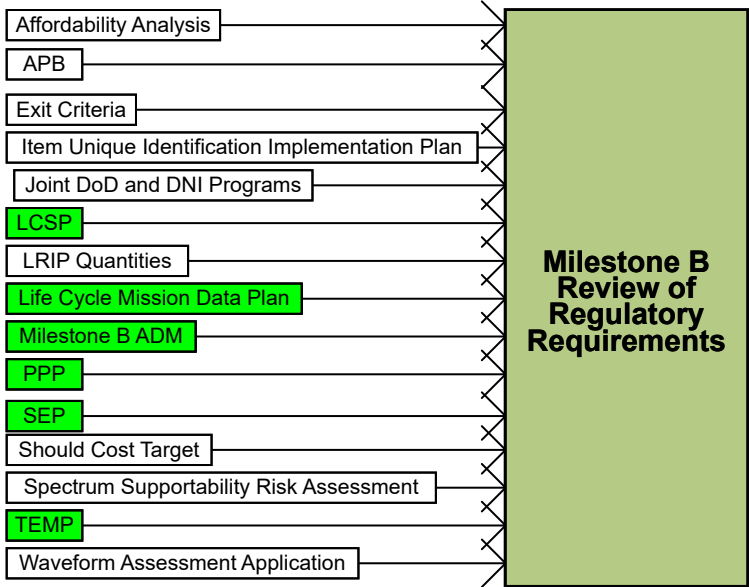 Affordability Analysis
APB
Exit Criteria
Item Unique Identification Implementation Plan
Joint DoD and DNI Programs
LCSP
LRIP Quantities
Life Cycle Mission Data Plan
Milestone B ADM
PPP
SEP
Should Cost Target
Spectrum Supportability Risk Assessment
TEMP
Waveform Assessment Application
Milestone B
Review of
Regulatory
Requirements